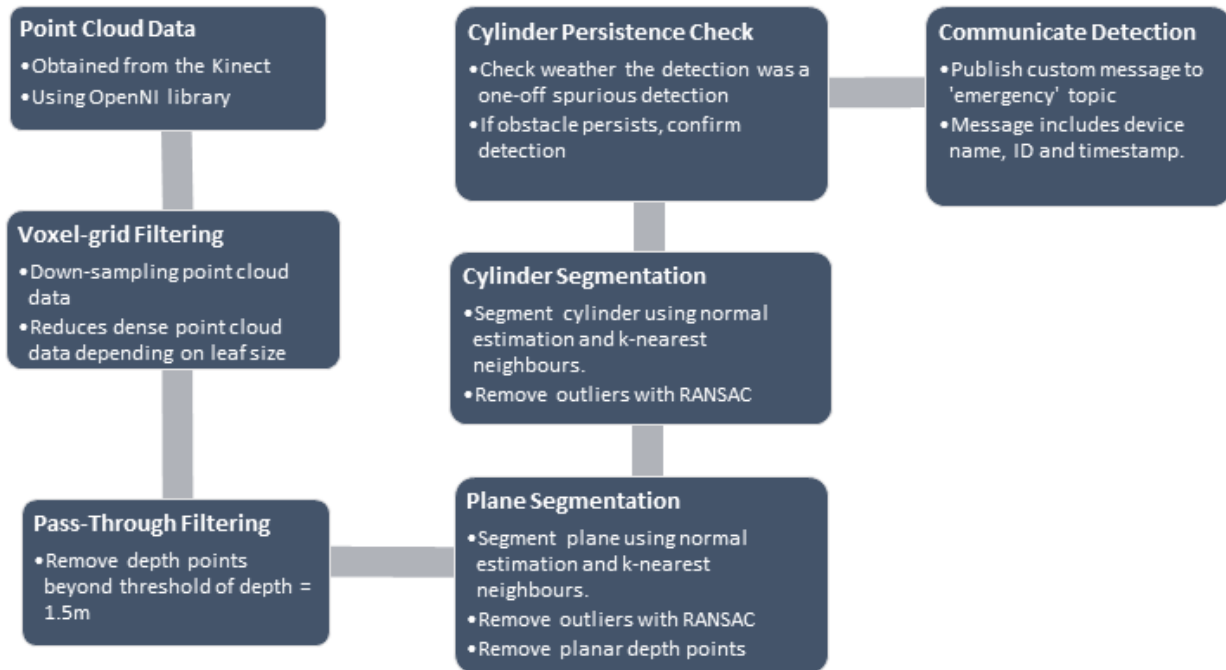 Point Cloud Data
•Obtained from the Kinect
•Using OpenNI library
Voxel-grid Filtering
•Down-sampling point cloud
data
•Reduces dense point cloud
data depending on leaf size
Pass-Through Filtering
•Remove depth points
beyond threshold of depth =
1.5m
Plane Segmentation
•Segment plane using normal
estimation and k-nearest
neighbours.
•Remove outliers with RANSAC
•Remove planar depth points
Cylinder Segmentation
•Segment cylinder using normal
estimation and k-nearest
neighbours.
•Remove outliers with RANSAC
Cylinder Persistence Check
•Check weather the detection was a
one-off spurious detection
•If obstacle persists, confirm
detection
Communicate Detection
•Publish custom message to
'emergency' topic
•Message includes device
name, ID and timestamp.